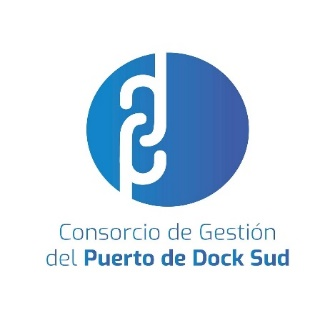 Consorcio de Gestión
del Puerto de Dock Sud